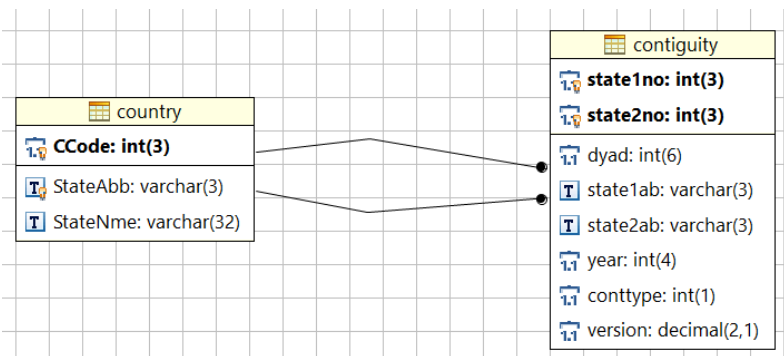 country
CCode: int(3)
StateAbb: varchar(3)
StateNme: varchar(32)
contiguity
state1no: int(3)
state2no: int(3)
dyad: int(6)
state1ab: varchar(3)
state2ab: varchar(3)
year: int(4)
conttype: int(1)
version: decimal(2,1)